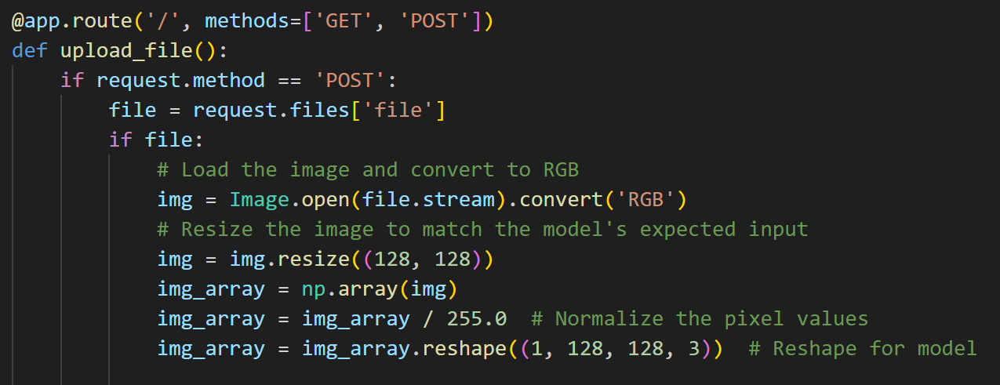 @app.route('/', methods=['GET', 'POST'])
def upload_file():
    if request.method == 'POST':
        file = request.files['file']
        if file:
            # Load the image and convert to RGB
            img = Image.open(file.stream).convert('RGB')
            # Resize the image to match the model's expected input
            img = img.resize((128, 128))
            img_array = np.array(img)
            img_array = img_array / 255.0  # Normalize the pixel values
            img_array = img_array.reshape((1, 128, 128, 3))  # Reshape for model